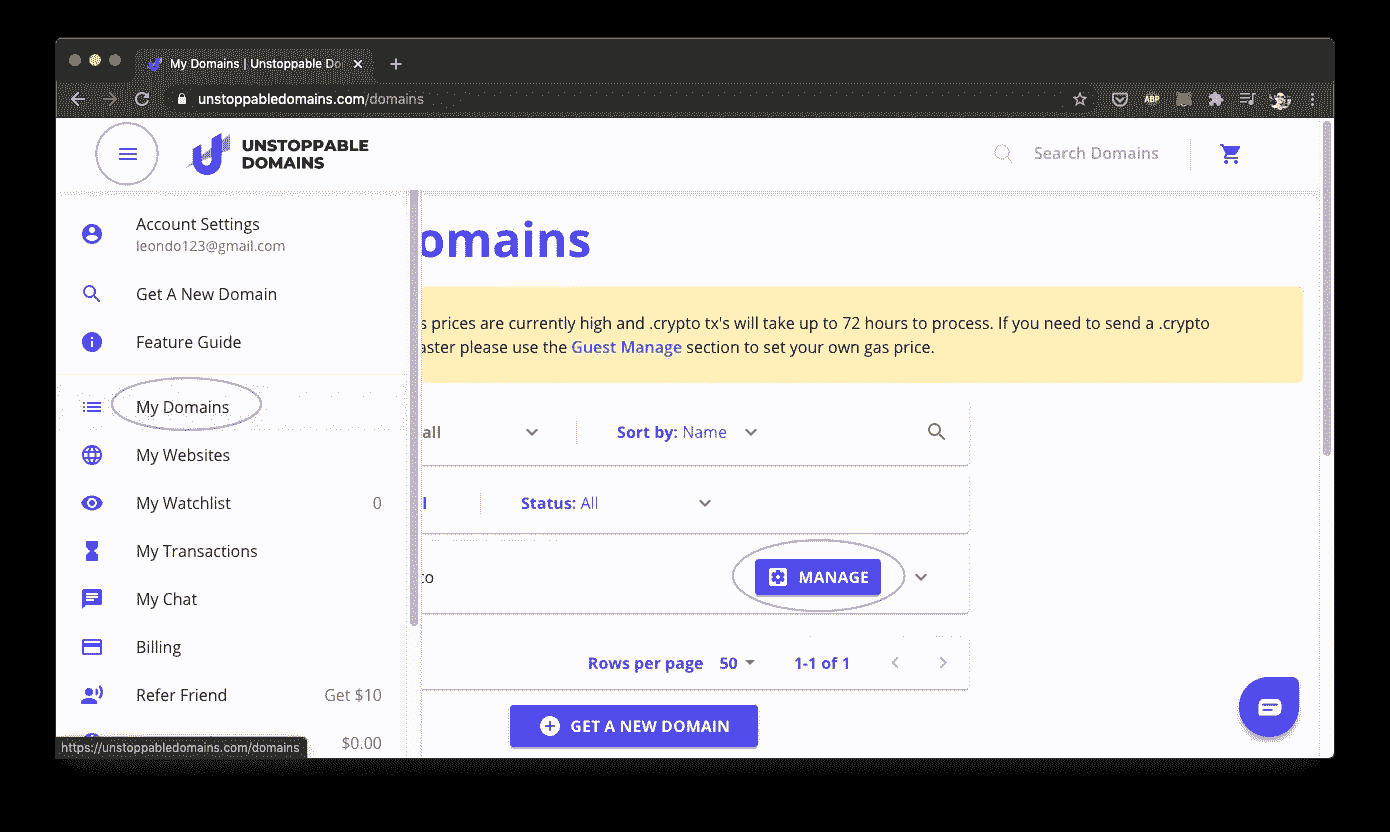 My Domains | Unstoppable Do
unstoppabledomains.com/domains
ABP
UNSTOPPABLE
DOMAINS
Search Domains
Account Settings
leondo123@gmail.com
Get A New Domain
Feature Guide
My Domains
My Websites
My Watchlist 0
My Transactions
My Chat
Billing
Refer Friend Get $10
$0.00
https://unstoppabledomains.com/domains
omains
s prices are currently high and .crypto tx's will take up to 72 hours to process. If you need to send a .crypto
aster please use the Guest Manage section to set your own gas price.
all
Sort by: Name
l
Status: All
to
MANAGE
Rows per page 50 1-1 of 1
GET A NEW DOMAIN